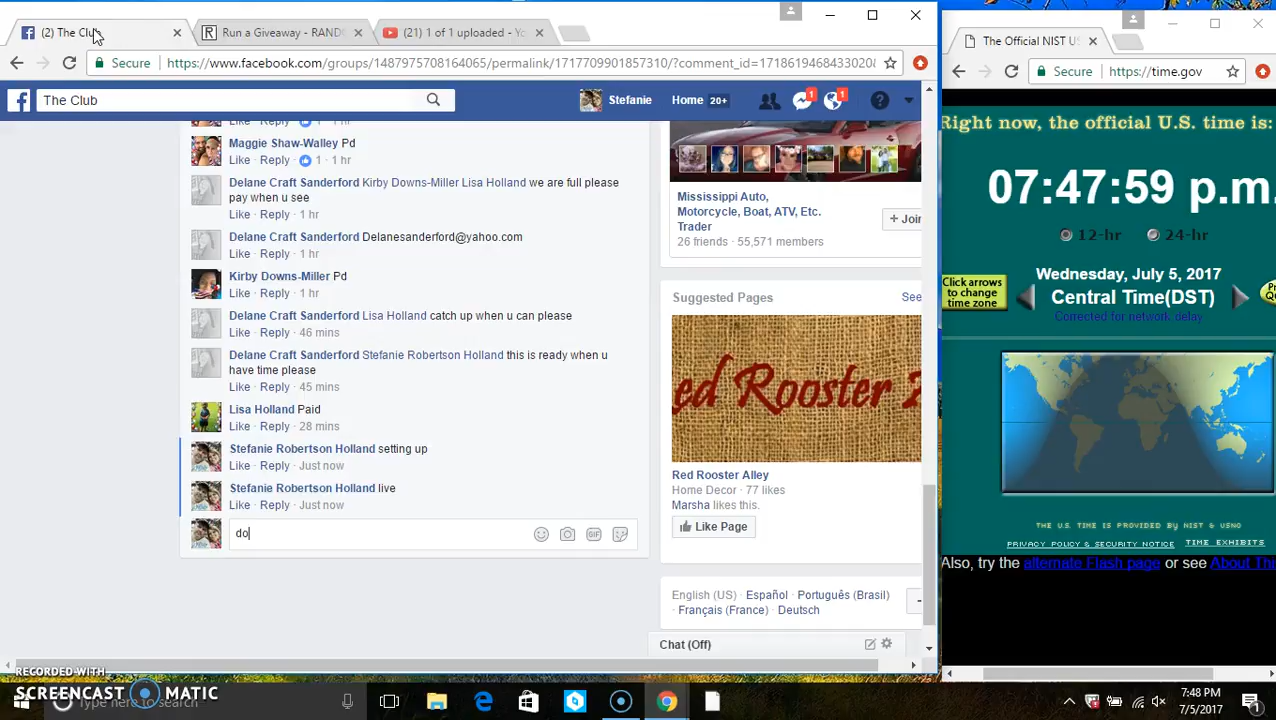 (2) The Club
Run a Giveaway - RAND
(21) 1 of 1 uploaded - Yo
Secure https://www.facebook.com/groups/1487975708164065/permalink/1717709901857310/?comment_id=1718619468433020&
The Club
Stefanie Home 20+
1 1
Maggie Shaw-Walley Pd
Like · Reply · 1 · 1 hr
Delane Craft Sanderford Kirby Downs-Miller Lisa Holland we are full please
pay when u see
Like · Reply · 1 hr
Delane Craft Sanderford Delanesanderford@yahoo.com
Like · Reply · 1 hr
Kirby Downs-Miller Pd
Like · Reply · 1 hr
Delane Craft Sanderford Lisa Holland catch up when u can please
Like · Reply · 46 mins
Delane Craft Sanderford Stefanie Robertson Holland this is ready when u
have time please
Like · Reply · 45 mins
Lisa Holland Paid
Like · Reply · 28 mins
Stefanie Robertson Holland setting up
Like · Reply · Just now
Stefanie Robertson Holland live
Like · Reply · Just now
do
GIF
Mississippi Auto,
Motorcycle, Boat, ATV, Etc.
Trader
26 friends · 55,571 members
+ Join
Suggested Pages
See
ed Rooster
Red Rooster Alley
Home Decor · 77 likes
Marsha likes this.
Like Page
English (US) · Español · Português (Brasil) ·
Français (France) · Deutsch
Chat (Off)
The Official NIST US
Secure https://time.gov
Right now, the official U.S. time is:
07:47:59 p.m.
12-hr 24-hr
Click arrows
to change
time zone
Wednesday, July 5, 2017
Central Time(DST)
Corrected for network delay
THE U.S. TIME IS PROVIDED BY NIST & USNO
PRIVACY POLICY & SECURITY NOTICE TIME EXHIBITS
Also, try the alternate Flash page or see About Thi
RECORDED WITH
SCREENCAST MATIC
Type here to search
7:48 PM
7/5/2017
1